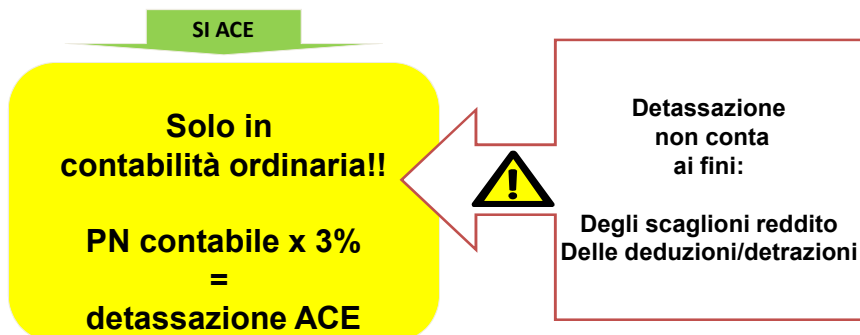 SI ACE
Solo in
contabilità ordinaria!!
PN contabile x 3%
=
detassazione ACE
Detassazione
non conta
ai fini:
Degli scaglioni reddito
Delle deduzioni/detrazioni